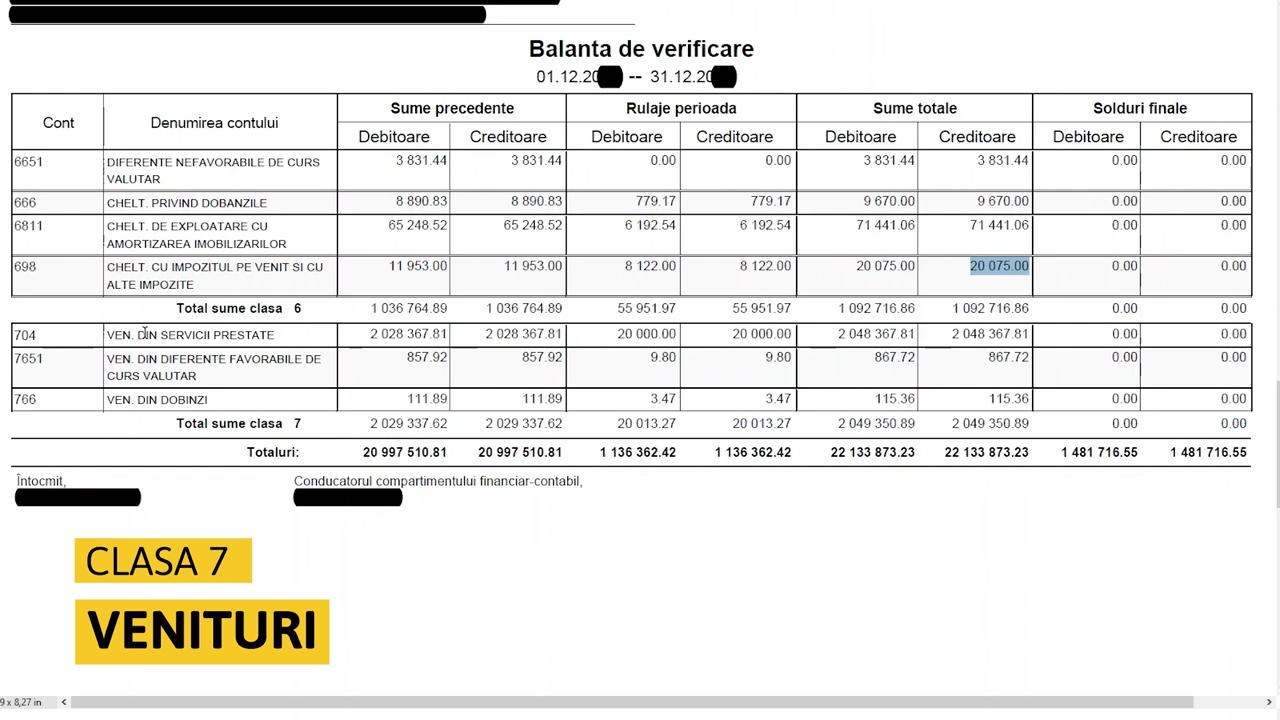 Balanta de verificare
01.12.20 -- 31.12.20
Cont Denumirea contului Sume precedente Rulaje perioada Sume totale Solduri finale
Debitoare Creditoare Debitoare Creditoare Debitoare Creditoare Debitoare Creditoare
6651 DIFERENTE NEFAVORABILE DE CURS 3 831.44 3 831.44 0.00 0.00 3 831.44 3 831.44 0.00 0.00
VALUTAR
666 CHELT. PRIVIND DOBANZILE 8 890.83 8 890.83 779.17 779.17 9 670.00 9 670.00 0.00 0.00
6811 CHELT. DE EXPLOATARE CU 65 248.52 65 248.52 6 192.54 6 192.54 71 441.06 71 441.06 0.00 0.00
AMORTIZAREA IMOBILIZARILOR
698 CHELT. CU IMPOZITUL PE VENIT SI CU 11 953.00 11 953.00 8 122.00 8 122.00 20 075.00 20 075.00 0.00 0.00
ALTE IMPOZITE
Total sume clasa 6 1 036 764.89 1 036 764.89 55 951.97 55 951.97 1 092 716.86 1 092 716.86 0.00 0.00
704 VEN. DIN SERVICII PRESTATE 2 028 367.81 2 028 367.81 20 000.00 20 000.00 2 048 367.81 2 048 367.81 0.00 0.00
7651 VEN. DIN DIFERENTE FAVORABILE DE 857.92 857.92 9.80 9.80 867.72 867.72 0.00 0.00
CURS VALUTAR
766 VEN. DIN DOBINZI 111.89 111.89 3.47 3.47 115.36 115.36 0.00 0.00
Total sume clasa 7 2 029 337.62 2 029 337.62 20 013.27 20 013.27 2 049 350.89 2 049 350.89 0.00 0.00
Totaluri: 20 997 510.81 20 997 510.81 1 136 362.42 1 136 362.42 22 133 873.23 22 133 873.23 1 481 716.55 1 481 716.55
Întocmit, Conducatorul compartimentului financiar-contabil,
CLASA 7
VENITURI
9 x 8,27 in